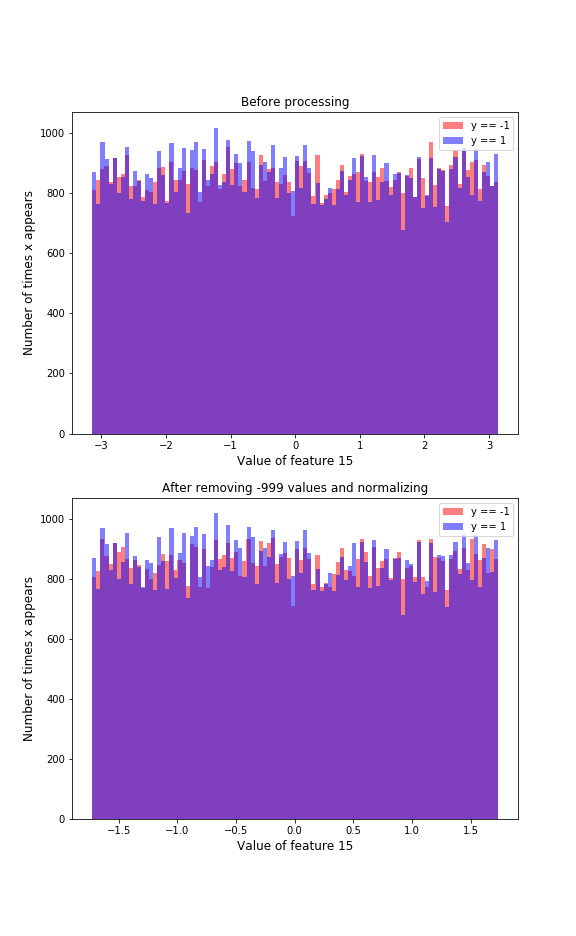 Before processing
y == -1
y == 1
1000
800
600
400
200
0
Number of times x appears
−3
−2
−1
0
1
2
3
Value of feature 15
After removing -999 values and normalizing
y == -1
y == 1
1000
800
600
400
200
0
Number of times x appears
−1.5
−1.0
−0.5
0.0
0.5
1.0
1.5
Value of feature 15